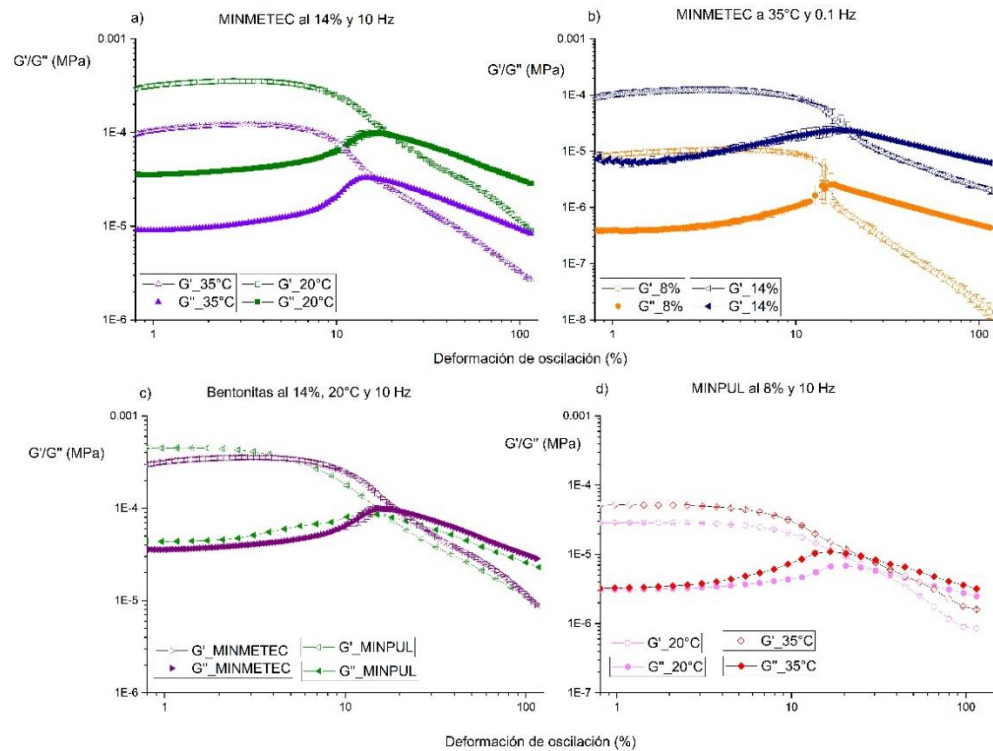 a) MINMETEC al 14% y 10 Hz
0.001
G'/G'' (MPa)
1E-4
1E-5
1E-6
1 10 100
G'_35°C G'_20°C
G''_35°C G''_20°C
b) MINMETEC a 35°C y 0.1 Hz
G'/G'' (MPa)
1E-4
1E-5
1E-6
1E-7
1E-8
1 10 100
G'_8% G'_14%
G''_8% G''_14%
Deformación de oscilación (%)
c) Bentonitas al 14%, 20°C y 10 Hz
0.001
G'/G'' (MPa)
1E-4
1E-5
1E-6
1 10 100
G'_MINMETEC G'_MINPUL
G''_MINMETEC G''_MINPUL
d) MINPUL al 8% y 10 Hz
0.001
G'/G'' (MPa)
1E-4
1E-5
1E-6
1E-7
1 10 100
G'_20°C G'_35°C
G''_20°C G''_35°C
Deformación de oscilación (%)